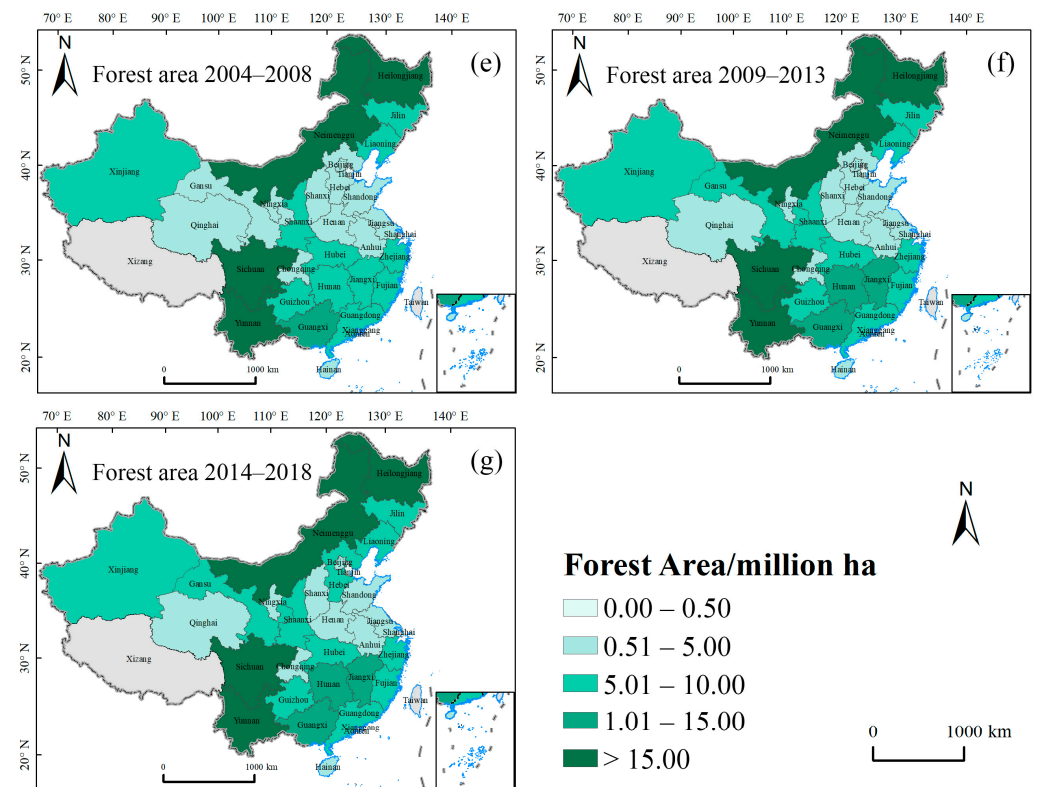 70° E 80° E 90° E 100° E 110° E 120° E 130° E 140° E
N
Forest area 2004–2008
(e)
50° N
40° N
30° N
20° N
Heilongjiang
Jilin
Neimenggu
Liaoning
Beijing
Tianjin
Xinjiang
Hebei
Gansu
Shanxi
Shandong
Ningxia
Qinghai
Shaanxi
Henan
Jiangsu
Shanghai
Anhui
Hubei
Zhejiang
Xizang
Sichuan
Chongqing
Hunan
Jiangxi
Fujian
Guizhou
Taiwan
Guangdong
Yunnan
Guangxi
Xianggang
Hainan
0 1000 km
70° E 80° E 90° E 100° E 110° E 120° E 130° E 140° E
N
Forest area 2009–2013
(f)
50° N
40° N
30° N
20° N
Heilongjiang
Jilin
Neimenggu
Liaoning
Beijing
Tianjin
Xinjiang
Gansu
Hebei
Shanxi
Shandong
Ningxia
Qinghai
Shaanxi
Henan
Jiangsu
Shanghai
Anhui
Hubei
Zhejiang
Xizang
Sichuan
Chongqing
Hunan
Jiangxi
Fujian
Guizhou
Taiwan
Guangdong
Yunnan
Guangxi
Xianggang
Hainan
0 1000 km
70° E 80° E 90° E 100° E 110° E 120° E 130° E 140° E
N
Forest area 2014–2018
(g)
50° N
40° N
30° N
20° N
Heilongjiang
Jilin
Neimenggu
Liaoning
Beijing
Tianjin
Xinjiang
Gansu
Hebei
Shanxi
Shandong
Ningxia
Qinghai
Shaanxi
Henan
Jiangsu
Shanghai
Anhui
Hubei
Zhejiang
Xizang
Sichuan
Chongqing
Hunan
Jiangxi
Fujian
Guizhou
Taiwan
Guangdong
Yunnan
Guangxi
Xianggang
Hainan
0 1000 km
N
Forest Area/million ha
0.00 – 0.50
0.51 – 5.00
5.01 – 10.00
1.01 – 15.00
> 15.00
0 1000 km